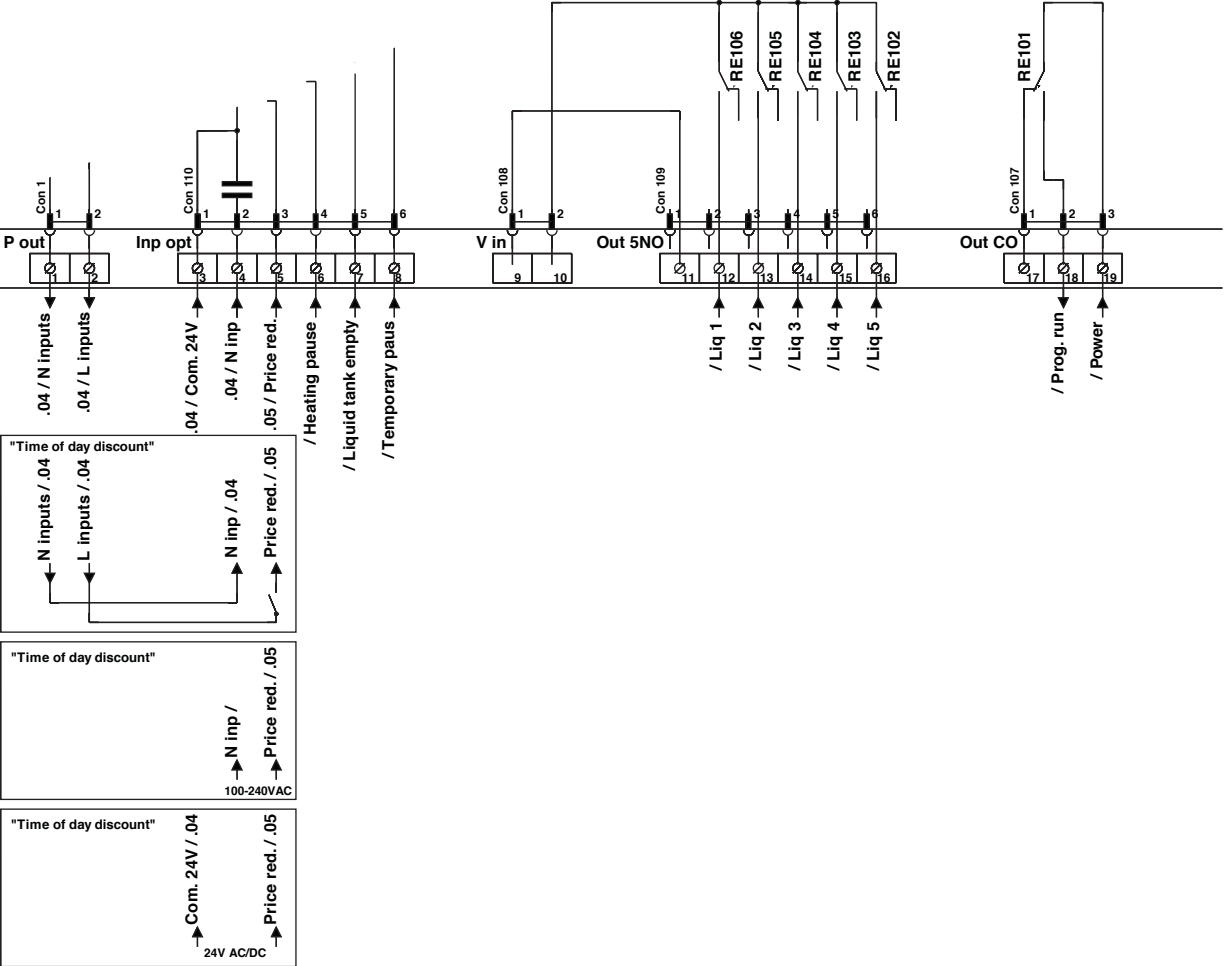 RE106
RE105
RE104
RE103
RE102
RE101
Con 1
Con 110
Con 108
Con 109
Con 107
1 2
1 2 3 4 5 6
1 2
1 2 3 4 5 6
1 2 3
P out
Inp opt
V in
Out 5NO
Out CO
1 2
3 4 5 6 7 8
9 10
11 12 13 14 15 16
17 18 19
.04 / N inputs
.04 / L inputs
.04 / Com. 24V
.04 / N inp
.05 / Price red.
/ Heating pause
/ Liquid tank empty
/ Temporary paus
/ Liq 1
/ Liq 2
/ Liq 3
/ Liq 4
/ Liq 5
/ Prog. run
/ Power
"Time of day discount"
N inputs / .04
L inputs / .04
N inp / .04
Price red. / .05
"Time of day discount"
N inp /
Price red. / .05
100-240VAC
"Time of day discount"
Com. 24V / .04
Price red. / .05
24V AC/DC